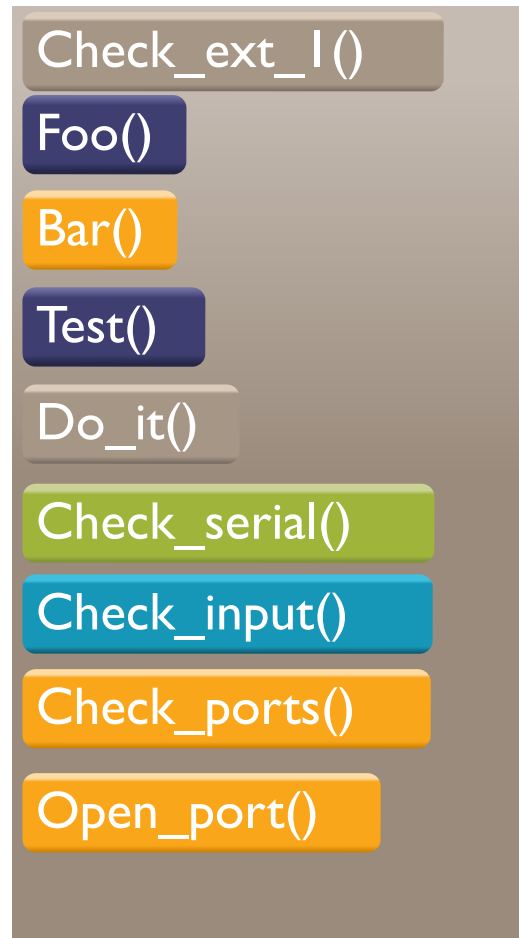 Check_ext_1()
Foo()
Bar()
Test()
Do_it()
Check_serial()
Check_input()
Check_ports()
Open_port()